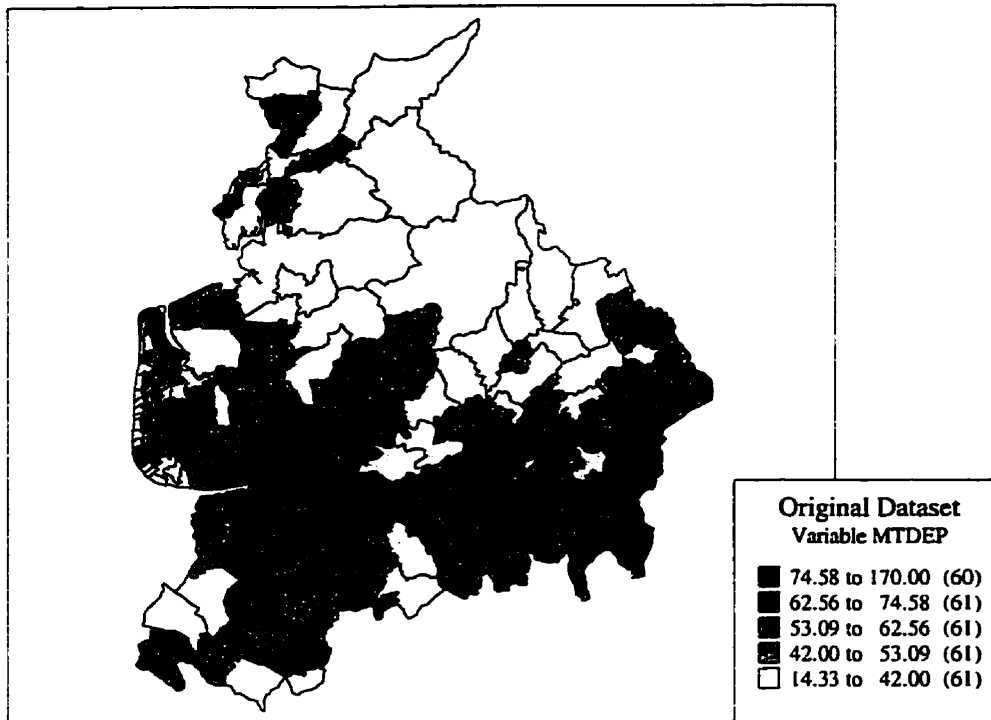 Original Dataset
Variable MTDEP
74.58 to 170.00 (60)
62.56 to 74.58 (61)
53.09 to 62.56 (61)
42.00 to 53.09 (61)
14.33 to 42.00 (61)